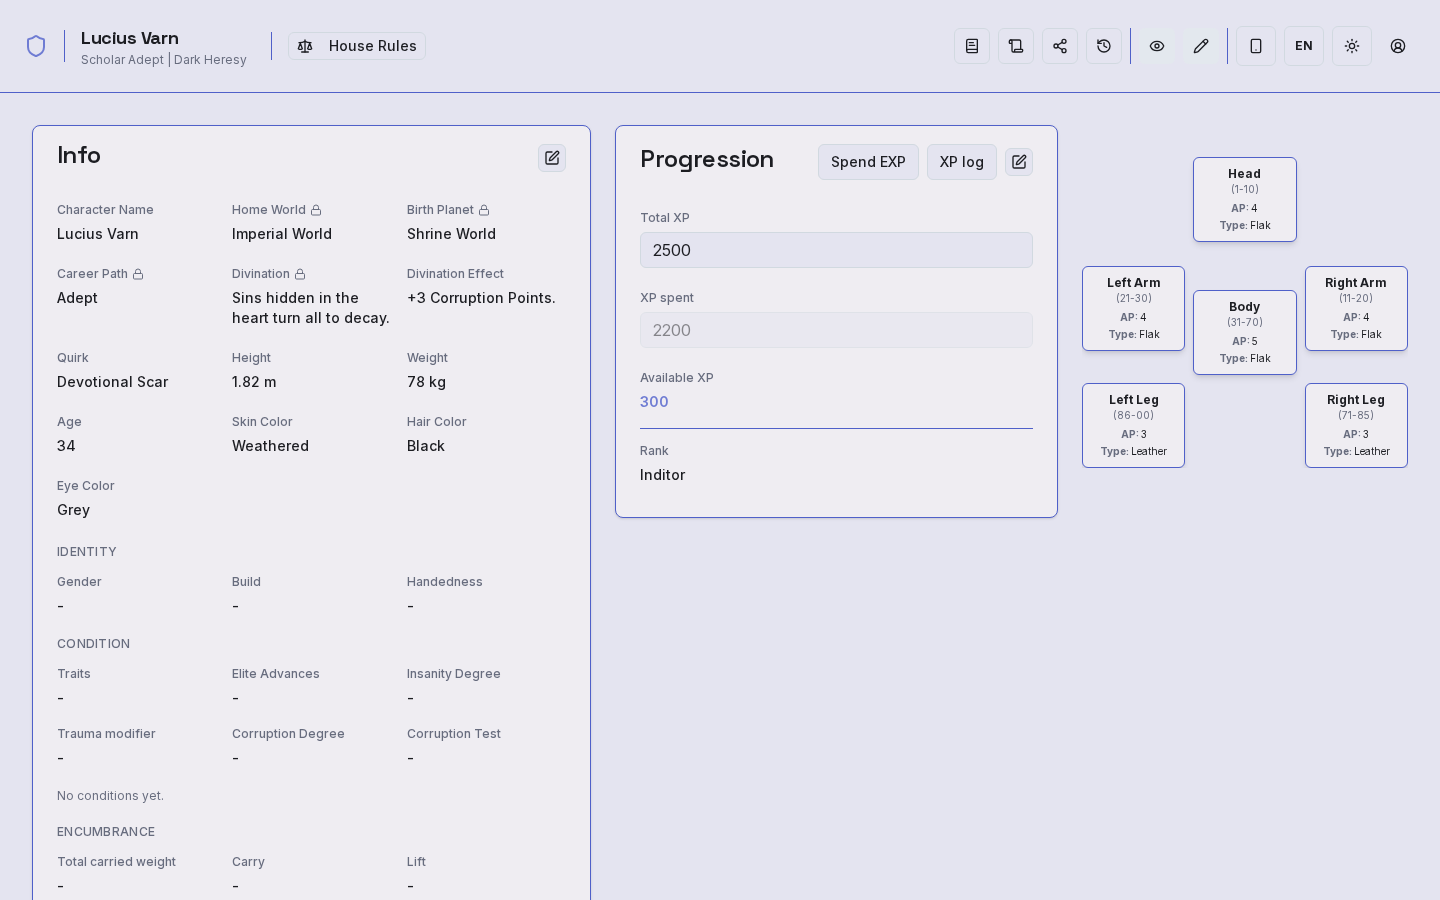 Lucius Varn
Scholar Adept | Dark Heresy
House Rules
EN
Info
Character Name
Lucius Varn
Home World
Imperial World
Birth Planet
Shrine World
Career Path
Adept
Divination
Sins hidden in the
heart turn all to decay.
Divination Effect
+3 Corruption Points.
Quirk
Devotional Scar
Height
1.82 m
Weight
78 kg
Age
34
Skin Color
Weathered
Hair Color
Black
Eye Color
Grey
IDENTITY
Gender
-
Build
-
Handedness
-
CONDITION
Traits
-
Elite Advances
-
Insanity Degree
-
Trauma modifier
-
Corruption Degree
-
Corruption Test
-
No conditions yet.
ENCUMBRANCE
Total carried weight
-
Carry
-
Lift
-
Progression
Spend EXP
XP log
Total XP
2500
XP spent
2200
Available XP
300
Rank
Inditor
Head
(1-10)
AP: 4
Type: Flak
Left Arm
(21-30)
AP: 4
Type: Flak
Body
(31-70)
AP: 5
Type: Flak
Right Arm
(11-20)
AP: 4
Type: Flak
Left Leg
(86-00)
AP: 3
Type: Leather
Right Leg
(71-85)
AP: 3
Type: Leather